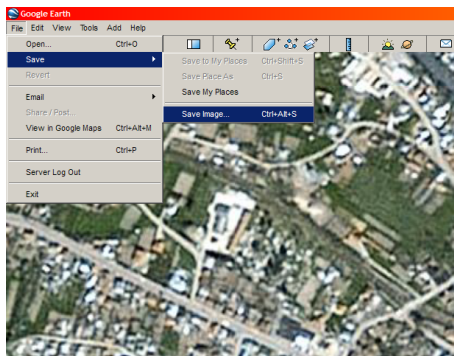 Google Earth
File Edit View Tools Add Help
Open... Ctrl+O
Save
Revert
Email
Share / Post...
View in Google Maps Ctrl+Alt+M
Print... Ctrl+P
Server Log Out
Exit
Save to My Places Ctrl+Shift+S
Save Place As Ctrl+S
Save My Places
Save Image... Ctrl+Alt+S